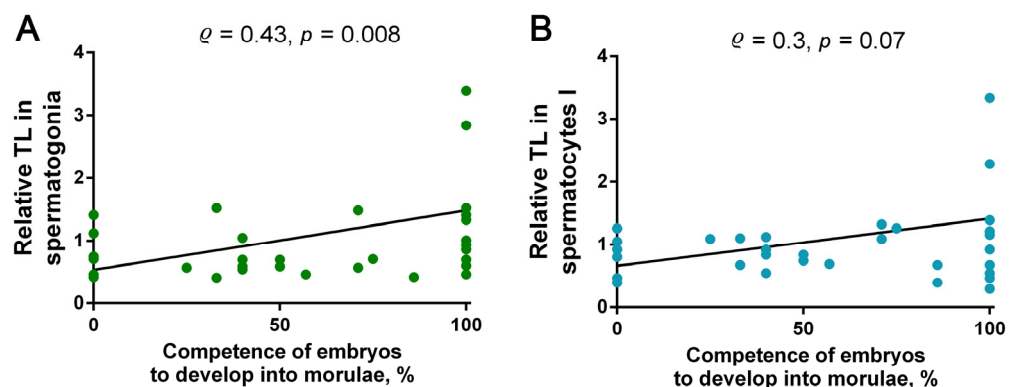 A
ϱ = 0.43, p = 0.008
Relative TL in
spermatogonia
4
3
2
1
0
0
50
100
Competence of embryos
to develop into morulae, %
B
ϱ = 0.3, p = 0.07
Relative TL in
spermatocytes I
4
3
2
1
0
0
50
100
Competence of embryos
to develop into morulae, %